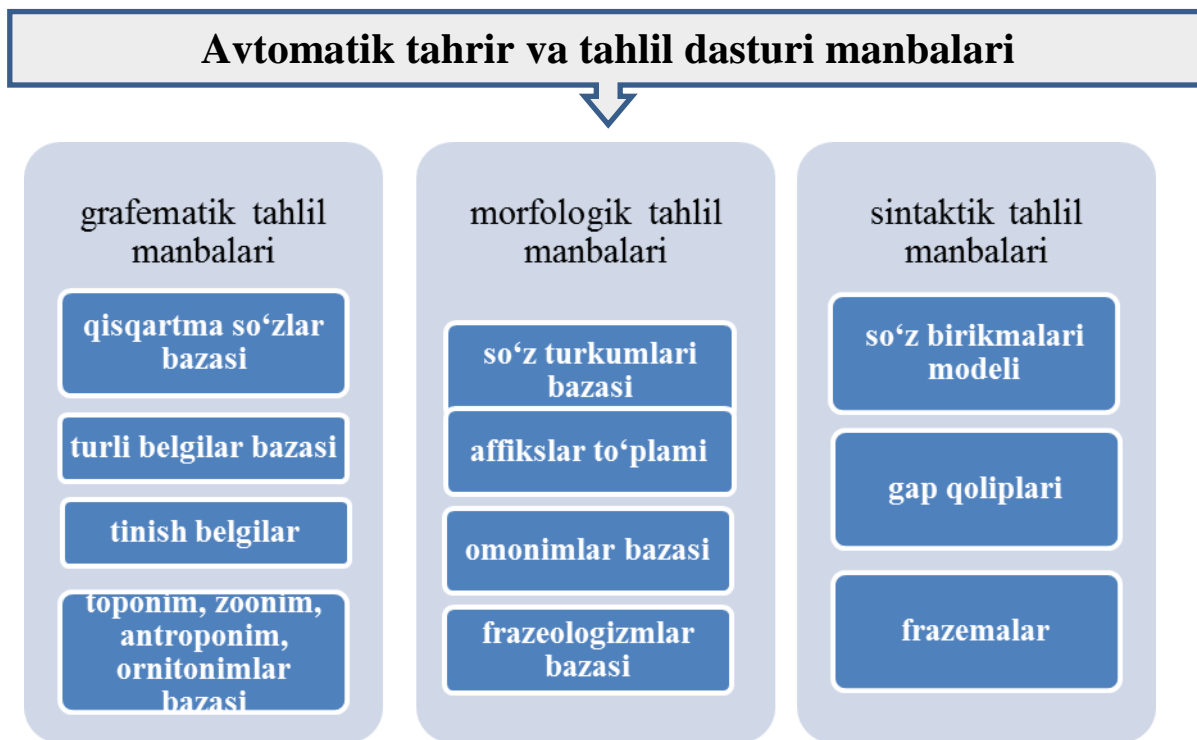 Avtomatik tahrir va tahlil dasturi manbalari
grafematik tahlil
manbalari
qisqartma so‘zlar
bazasi
turli belgilar bazasi
tinish belgilar
toponim, zoonim,
antroponim,
ornitonimlar
bazasi
morfologik tahlil
manbalari
so‘z turkumlari
bazasi
affikslar to‘plami
omonimlar bazasi
frazeologizmlar
bazasi
sintaktik tahlil
manbalari
so‘z birikmalari
modeli
gap qoliplari
frazemalar